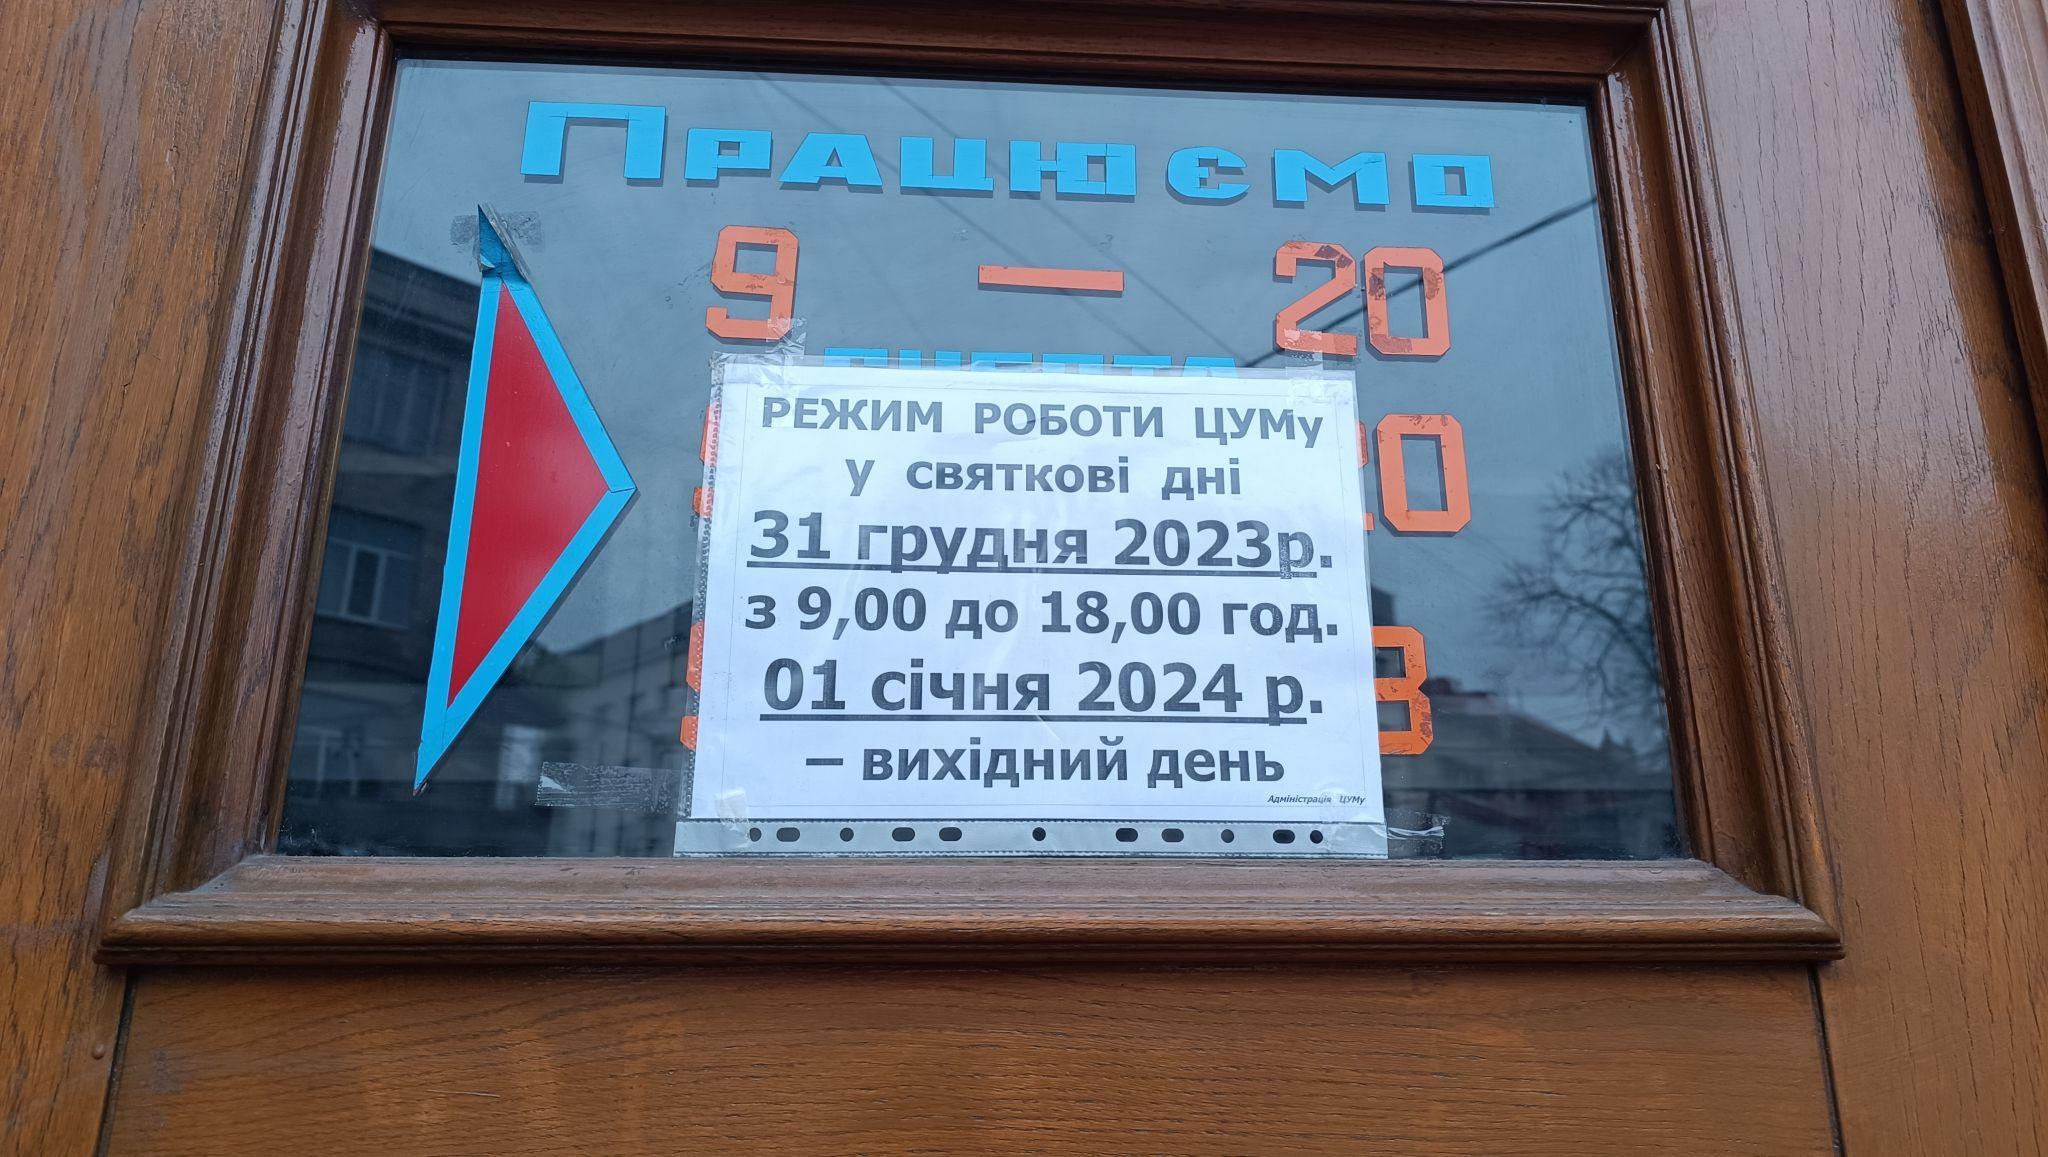 Працюємо
9 — 20
РЕЖИМ РОБОТИ ЦУМу
у святкові дні
31 грудня 2023р.
з 9,00 до 18,00 год.
01 січня 2024 р.
– вихідний день
Адміністрація ЦУМу